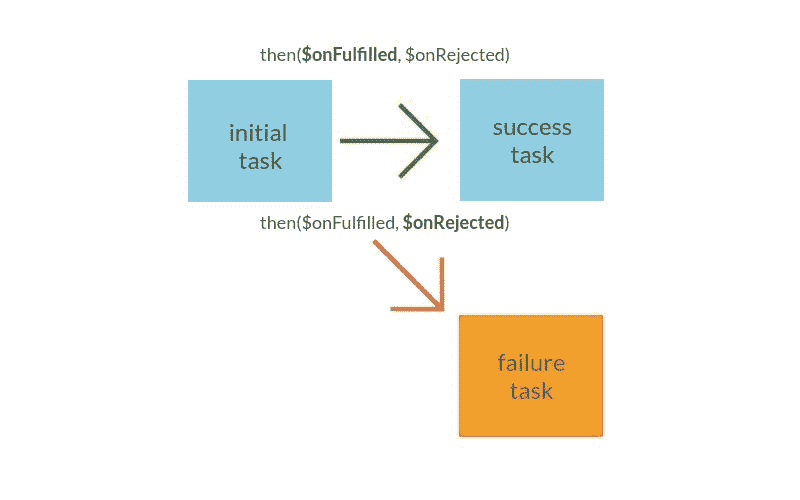 then($onFulfilled, $onRejected)
initial
task
success
task
then($onFulfilled, $onRejected)
failure
task